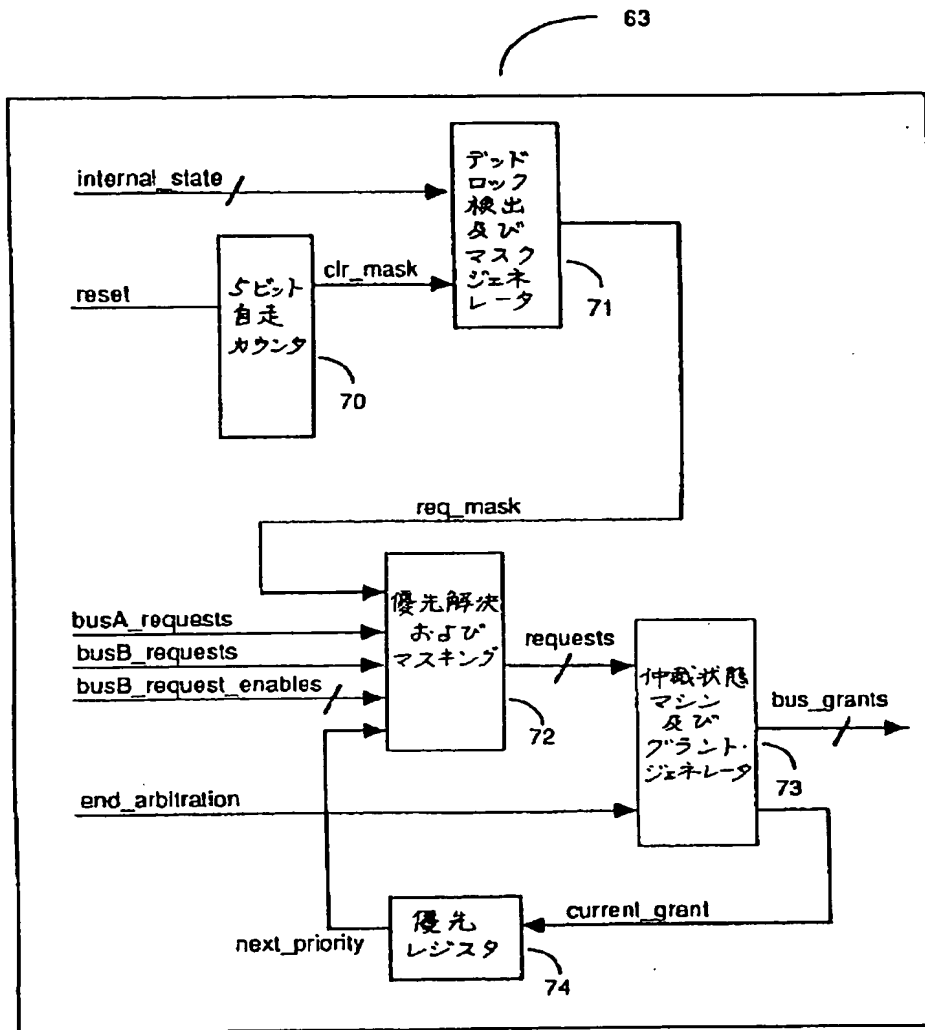 63
internal_state
デッド
ロック
検出
及び
マスク
ジェネ
レータ
71
clr_mask
reset
5ビット
自走
カウンタ
70
req_mask
busA_requests
busB_requests
busB_request_enables
優先解決
および
マスキング
72
requests
仲裁状態
マシン
及び
グラント・
ジェネレータ
73
bus_grants
end_arbitration
優先
レジスタ
74
current_grant
next_priority